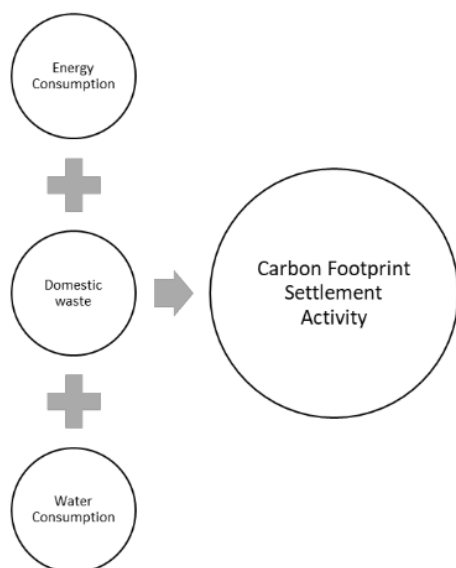 Energy
Consumption
Domestic
waste
Carbon Footprint
Settlement
Activity
Water
Consumption